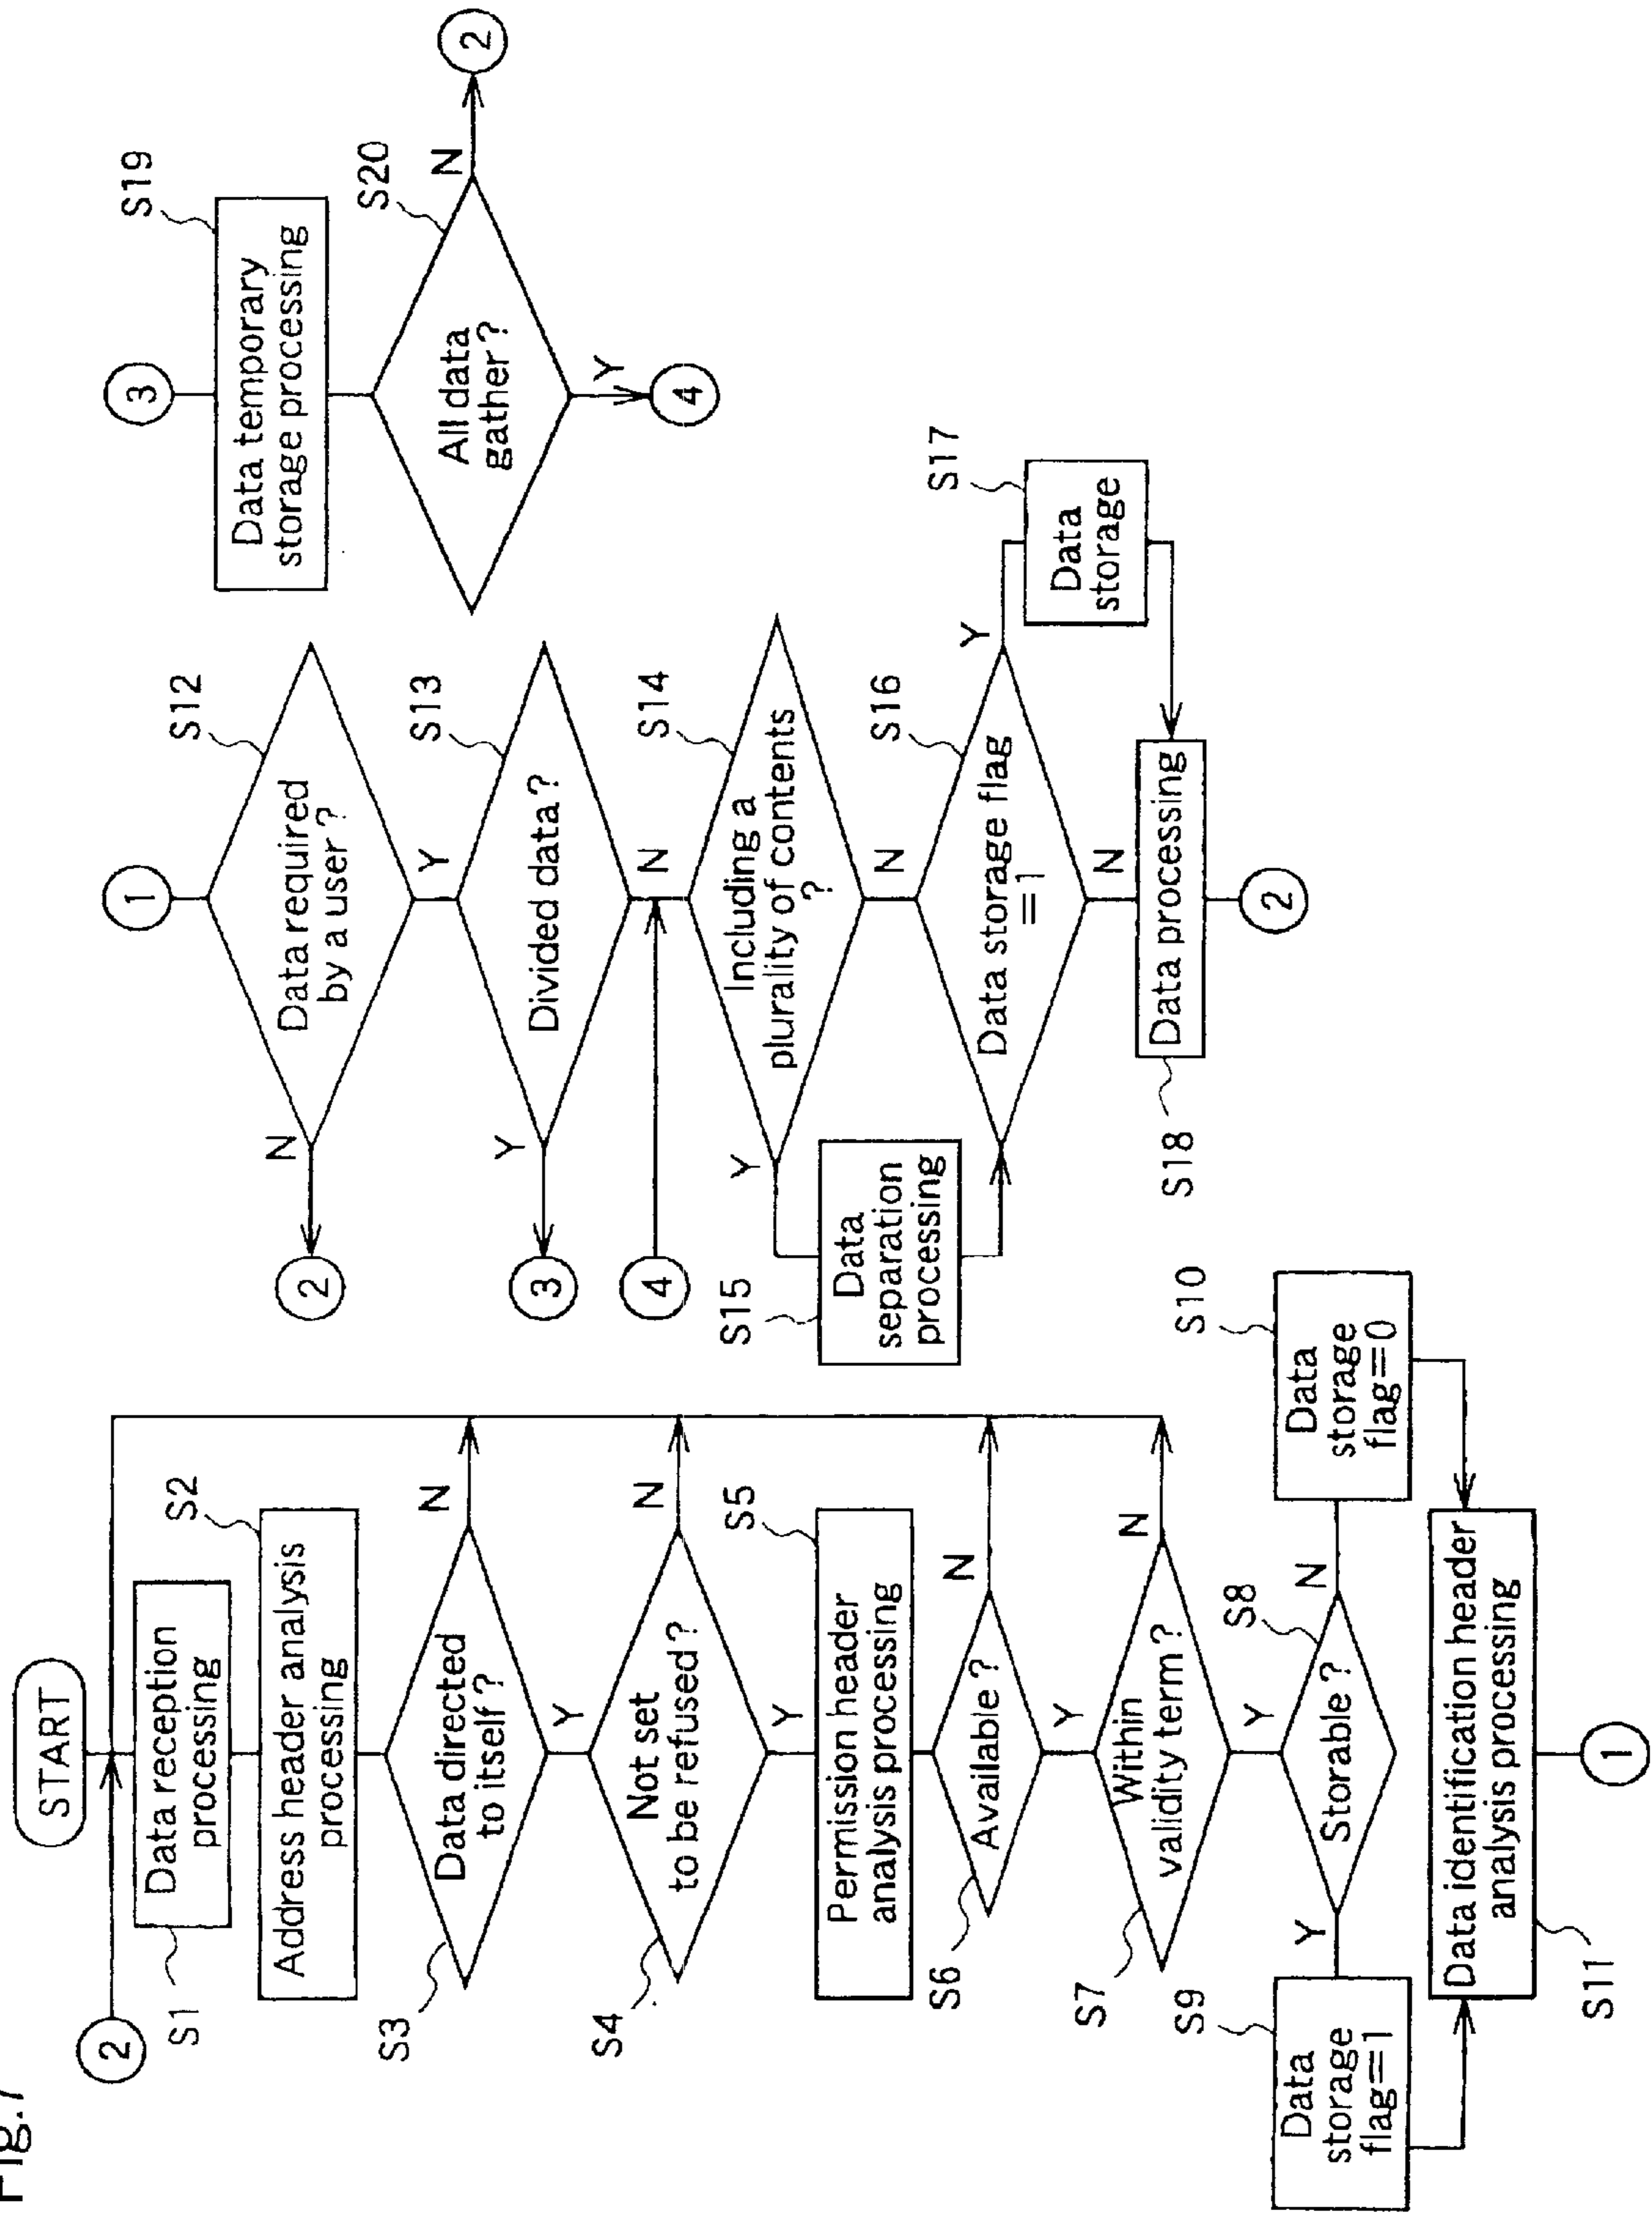 Fig.7
START
2
S1
Data reception
processing
S2
Address header analysis
processing
S3
Data directed
to itself?
N
Y
S4
Not set
to be refused?
N
Y
S5
Permission header
analysis processing
S6
Available?
N
Y
S7
Within
validity term?
N
Y
S8
Storable?
Y
N
S9
Data
storage
flag=1
S10
Data
storage
flag=0
S11
Data identification header
analysis processing
1
1
S12
Data required
by a user?
N
2
Y
S13
Divided data?
Y
3
N
4
S14
Including a
plurality of contents
?
Y
N
S15
Data
separation
processing
S16
Data storage flag
=1
Y
N
S17
Data
storage
S18
Data processing
2
3
S19
Data temporary
storage processing
S20
All data
gather?
N
2
Y
4